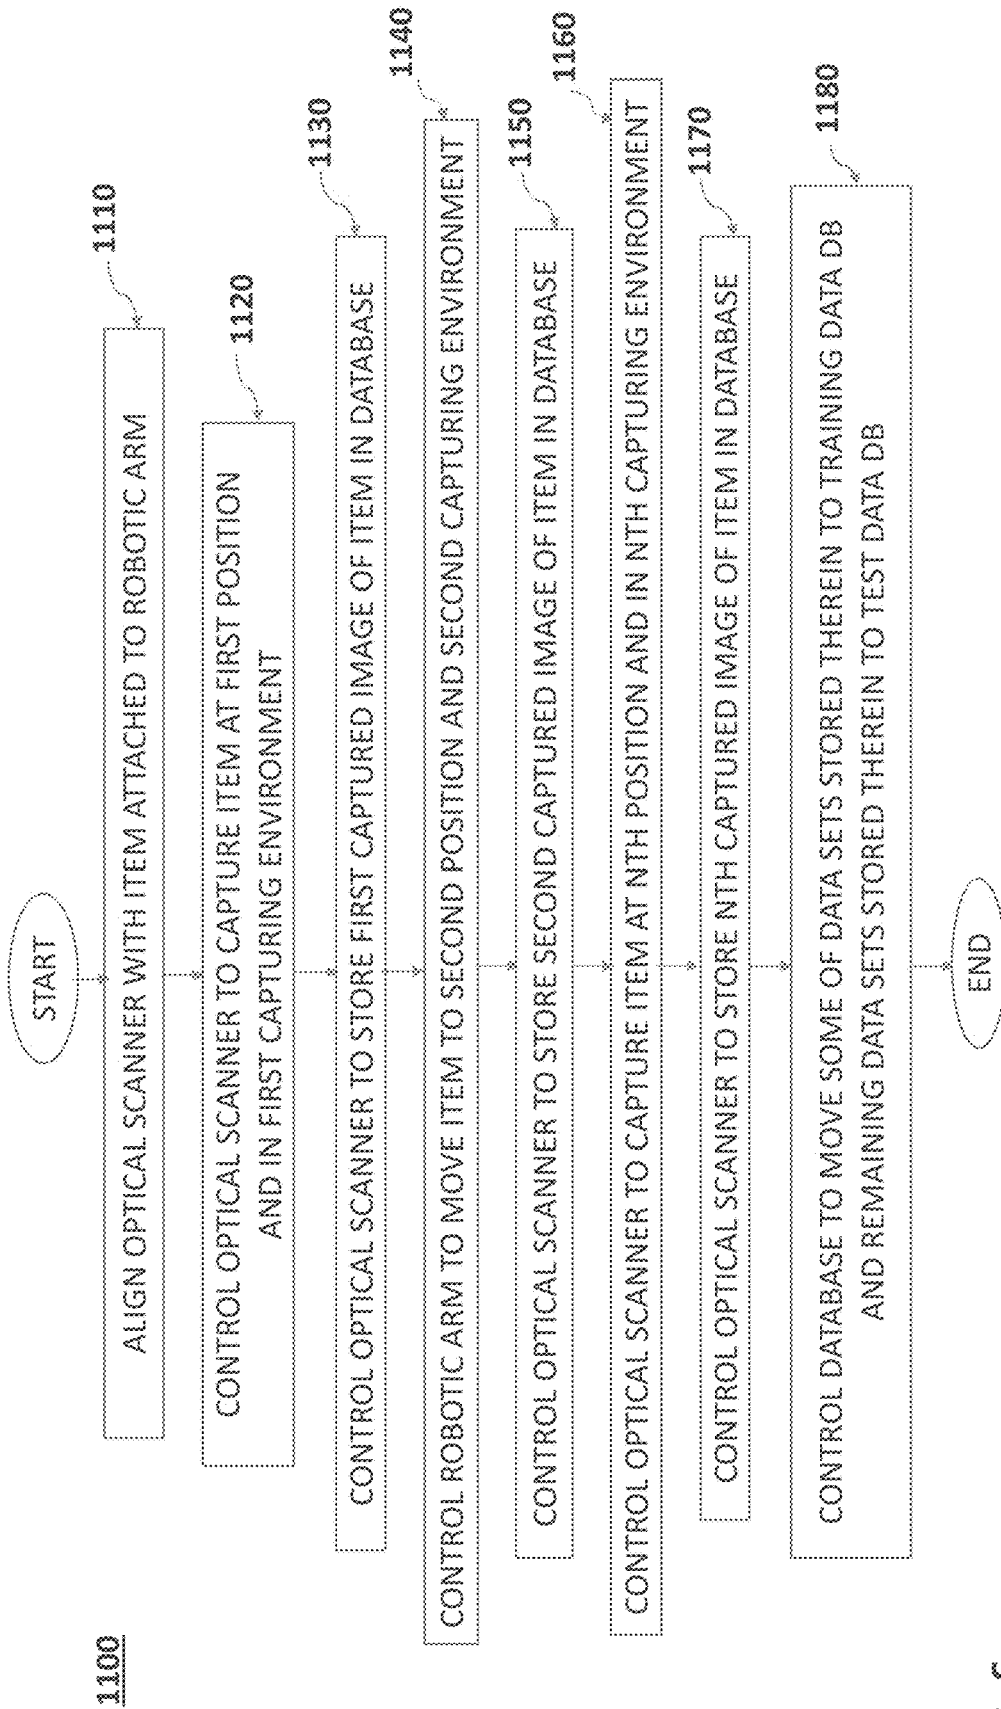 1100
START
ALIGN OPTICAL SCANNER WITH ITEM ATTACHED TO ROBOTIC ARM
1110
CONTROL OPTICAL SCANNER TO CAPTURE ITEM AT FIRST POSITION
AND IN FIRST CAPTURING ENVIRONMENT
1120
CONTROL OPTICAL SCANNER TO STORE FIRST CAPTURED IMAGE OF ITEM IN DATABASE
1130
CONTROL ROBOTIC ARM TO MOVE ITEM TO SECOND POSITION AND SECOND CAPTURING ENVIRONMENT
1140
CONTROL OPTICAL SCANNER TO STORE SECOND CAPTURED IMAGE OF ITEM IN DATABASE
1150
CONTROL OPTICAL SCANNER TO CAPTURE ITEM AT NTH POSITION AND IN NTH CAPTURING ENVIRONMENT
1160
CONTROL OPTICAL SCANNER TO STORE NTH CAPTURED IMAGE OF ITEM IN DATABASE
1170
CONTROL DATABASE TO MOVE SOME OF DATA SETS STORED THEREIN TO TRAINING DATA DB
AND REMAINING DATA SETS STORED THEREIN TO TEST DATA DB
1180
END